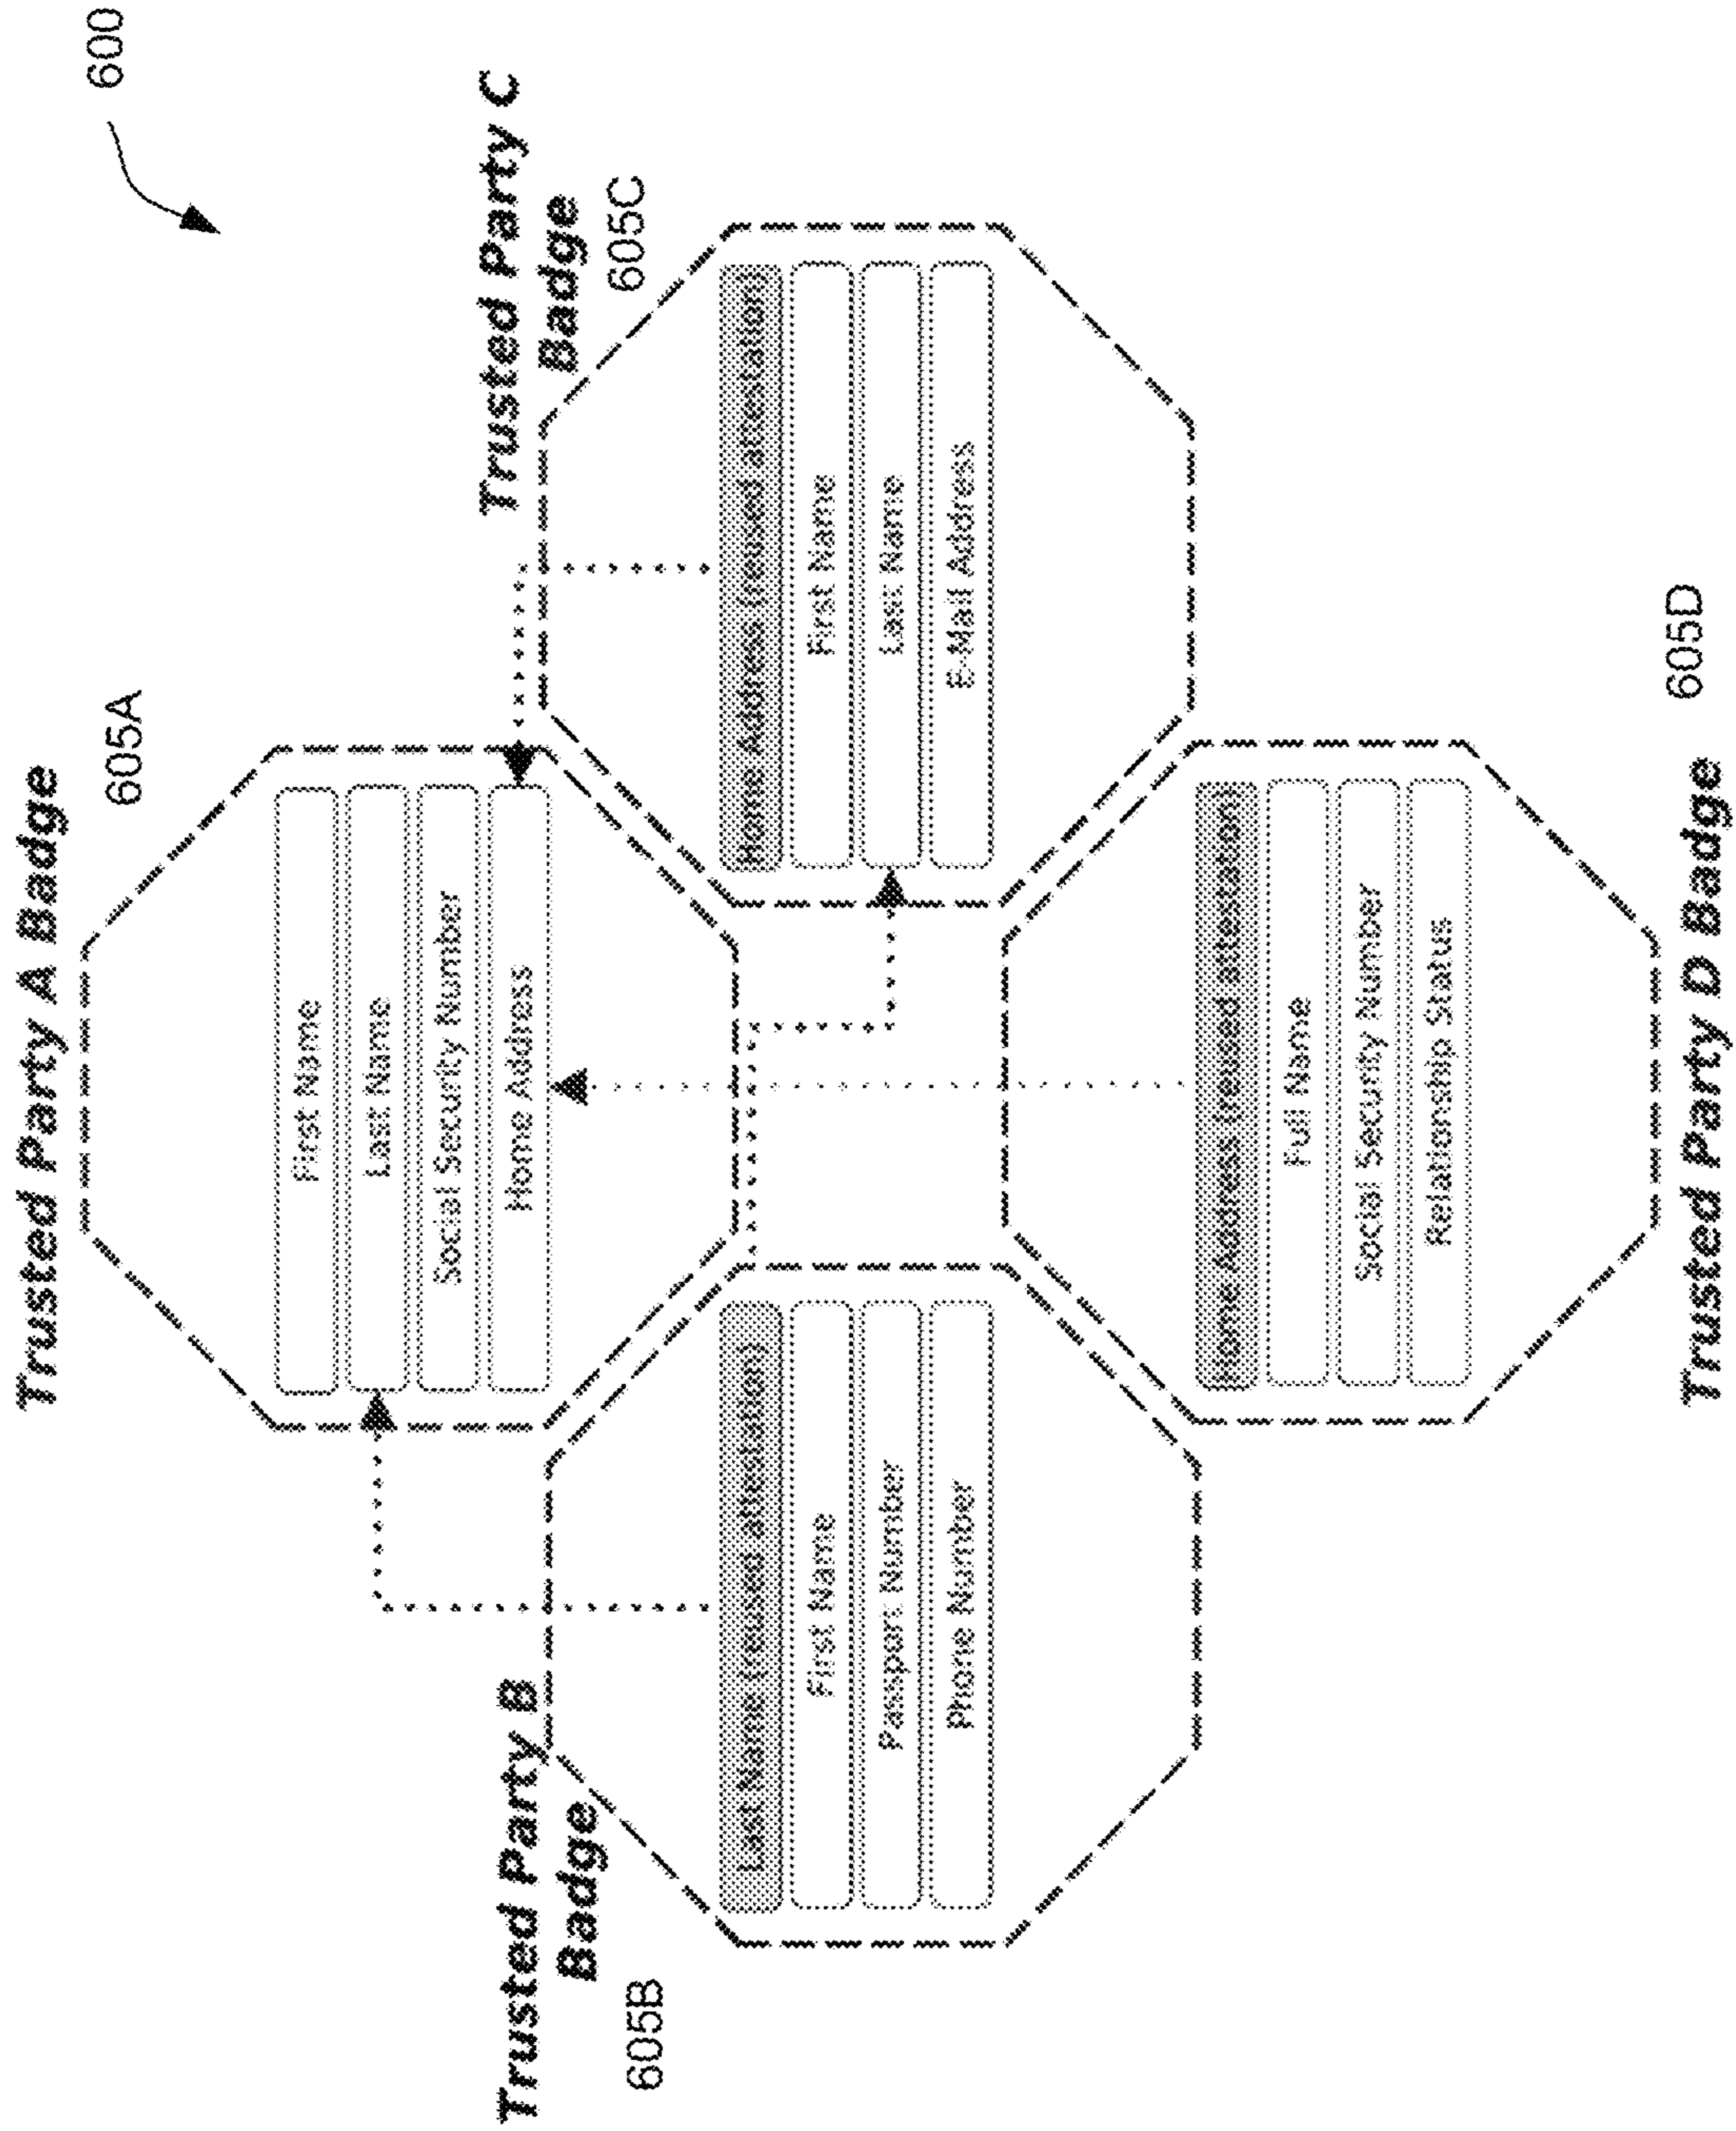 600
Trusted Party A Badge
605A
First Name
Last Name
Social Security Number
Home Address
Trusted Party B
Badge
605B
Last Name (reused attestation)
First Name
Passport Number
Phone Number
Trusted Party C
Badge
605C
Home Address (reused attestation)
First Name
Last Name
E-Mail Address
Home Address (reused attestation)
Full Name
Social Security Number
Relationship Status
605D
Trusted Party D Badge